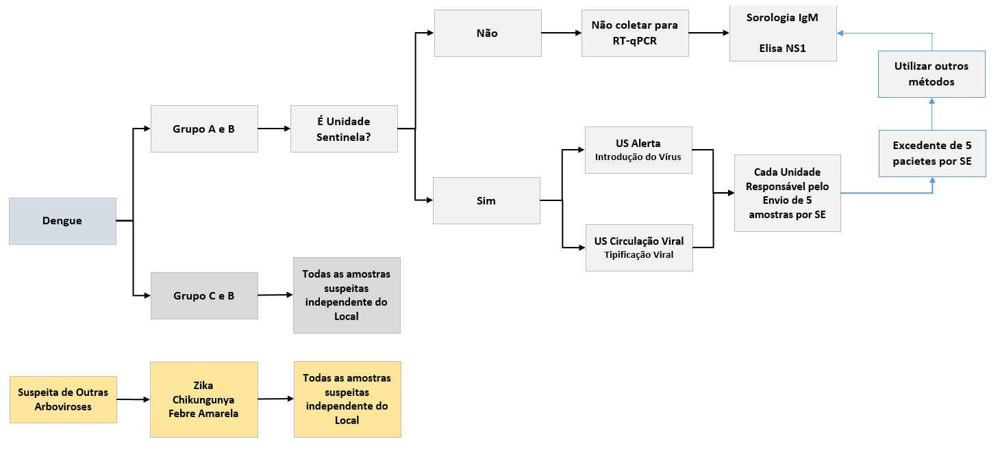 Dengue
Grupo A e B
É Unidade
Sentinela?
Não
Não coletar para
RT-qPCR
Sorologia IgM
Elisa NS1
Sim
US Alerta
Introdução do Vírus
US Circulação Viral
Tipificação Viral
Cada Unidade
Responsável pelo
Envio de 5
amostras por SE
Excedente de 5
pacietes por SE
Utilizar outros
métodos
Grupo C e B
Todas as amostras
suspeitas
independente do
Local
Suspeita de Outras
Arboviroses
Zika
Chikungunya
Febre Amarela
Todas as amostras
suspeitas
independente do
Local